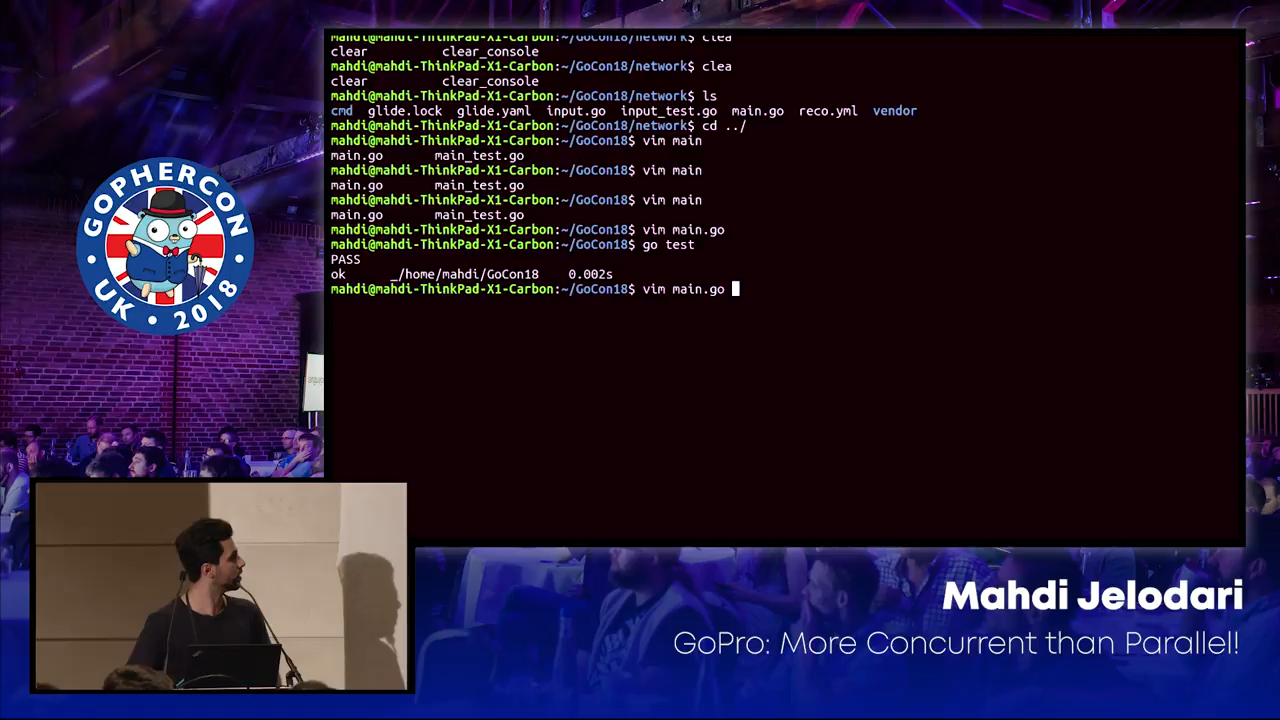 GOPHERCON
UK • 2018
mahdi@mahdi-ThinkPad-X1-Carbon:~/GoCon18/network$ clea
clear clear_console
mahdi@mahdi-ThinkPad-X1-Carbon:~/GoCon18/network$ clea
clear clear_console
mahdi@mahdi-ThinkPad-X1-Carbon:~/GoCon18/network$ ls
cmd glide.lock glide.yaml input.go input_test.go main.go reco.yml vendor
mahdi@mahdi-ThinkPad-X1-Carbon:~/GoCon18/network$ cd ../
mahdi@mahdi-ThinkPad-X1-Carbon:~/GoCon18$ vim main
main.go main_test.go
mahdi@mahdi-ThinkPad-X1-Carbon:~/GoCon18$ vim main
main.go main_test.go
mahdi@mahdi-ThinkPad-X1-Carbon:~/GoCon18$ vim main
main.go main_test.go
mahdi@mahdi-ThinkPad-X1-Carbon:~/GoCon18$ vim main.go
mahdi@mahdi-ThinkPad-X1-Carbon:~/GoCon18$ go test
PASS
ok _/home/mahdi/GoCon18 0.002s
mahdi@mahdi-ThinkPad-X1-Carbon:~/GoCon18$ vim main.go
Mahdi Jelodari
GoPro: More Concurrent than Parallel!